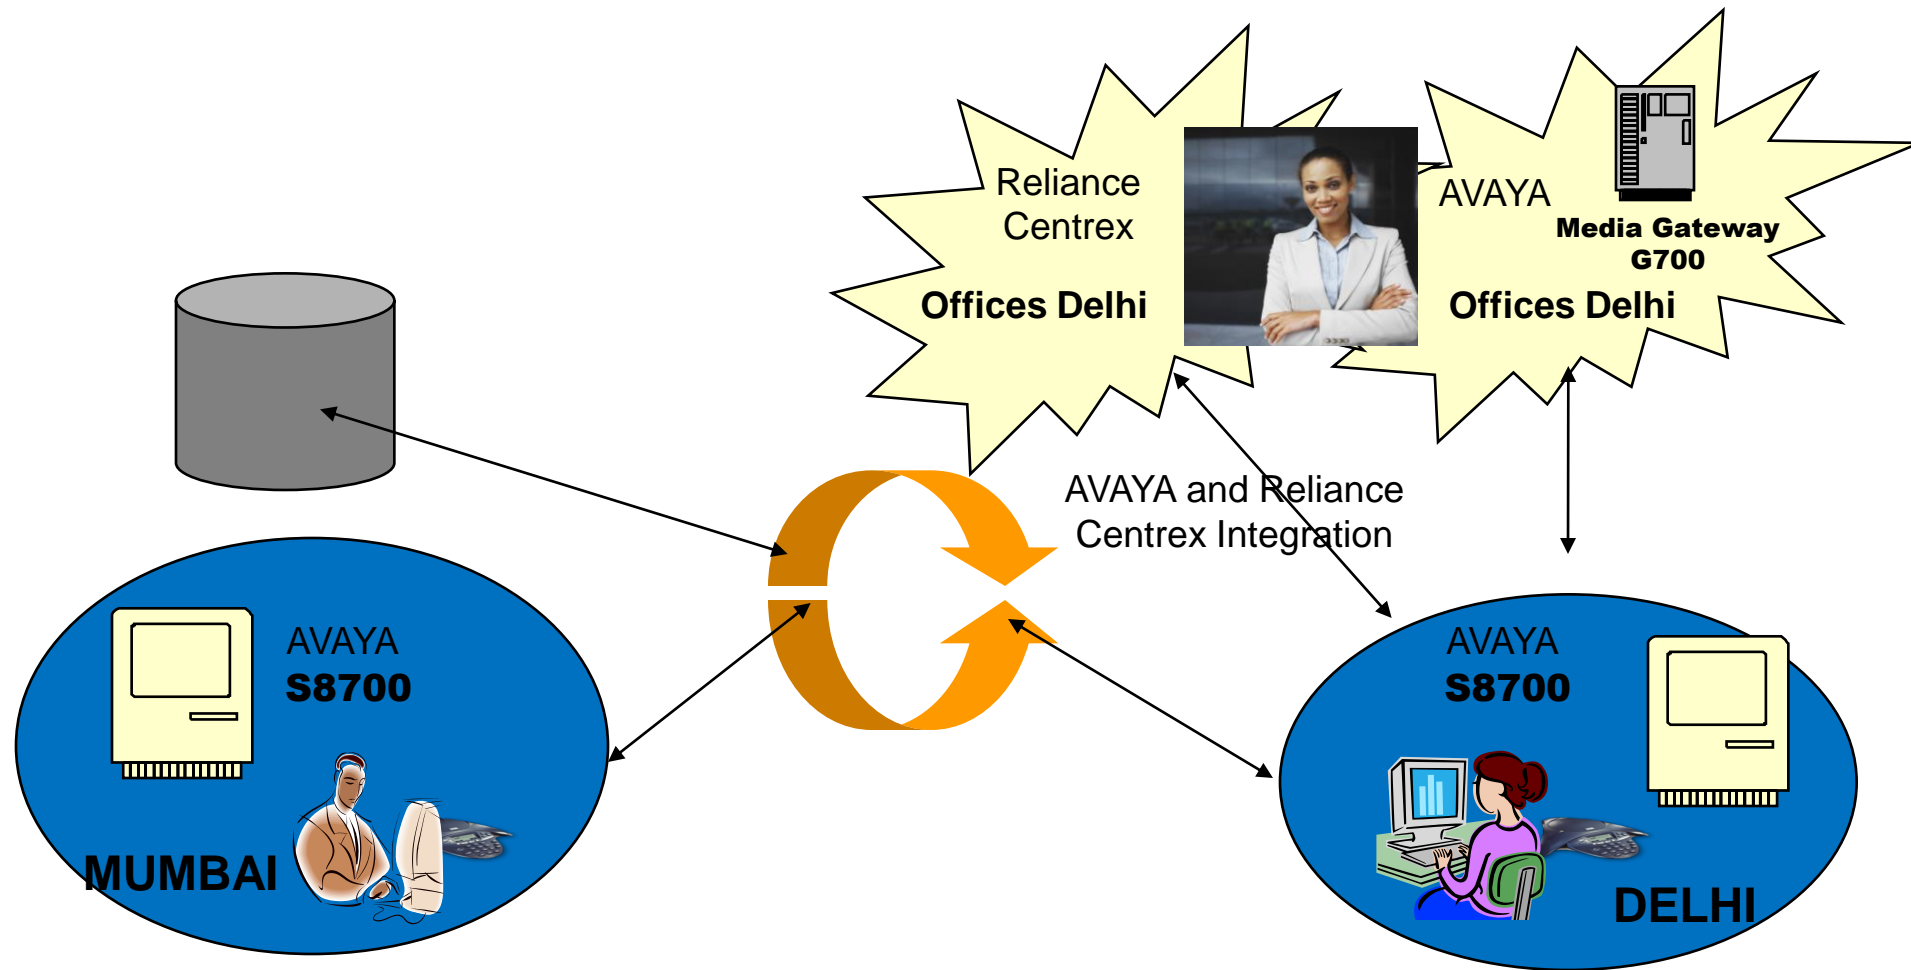 Reliance
Centrex
Offices Delhi
AVAYA
Media Gateway
G700
Offices Delhi
AVAYA and Reliance
Centrex Integration
AVAYA
S8700
MUMBAI
AVAYA
S8700
DELHI